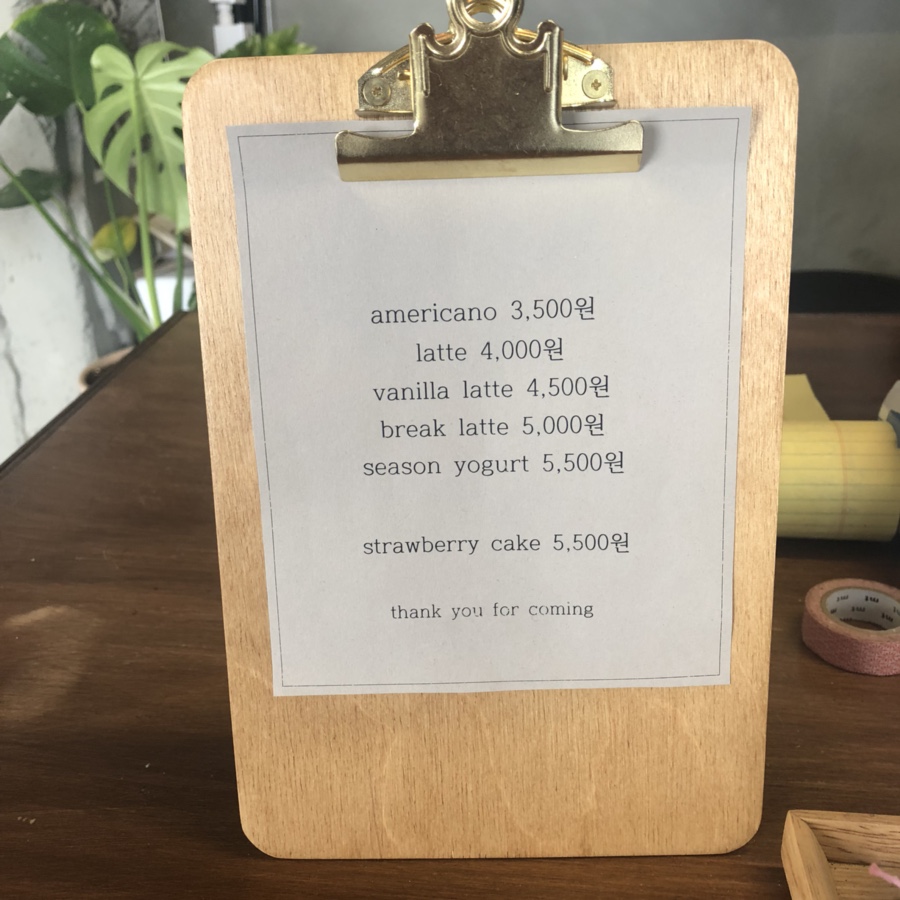 americano 3,500원
latte 4,000원
vanilla latte 4,500원
break latte 5,000원
season yogurt 5,500원
strawberry cake 5,500원
thank you for coming